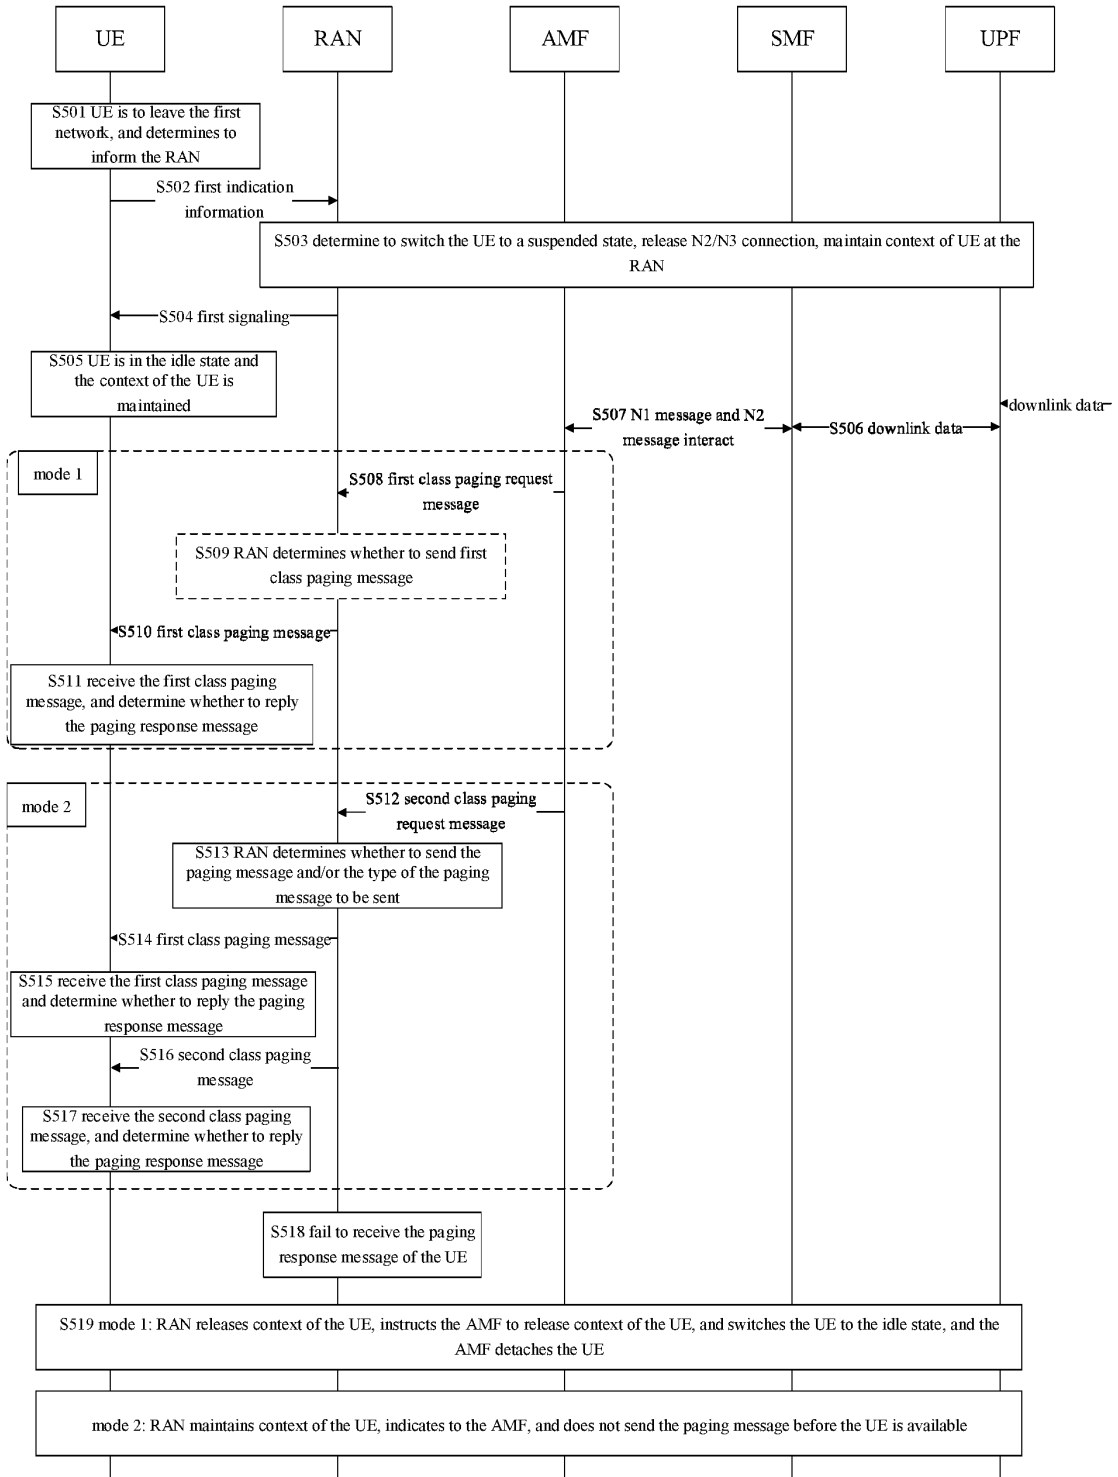 UE
RAN
AMF
SMF
UPF
S501 UE is to leave the first
network, and determines to
inform the RAN
S502 first indication
information
S503 determine to switch the UE to a suspended state, release N2/N3 connection, maintain context of UE at the
RAN
S504 first signaling
S505 UE is in the idle state and
the context of the UE is
maintained
downlink data
S507 N1 message and N2
message interact
S506 downlink data
mode 1
S508 first class paging request
message
S509 RAN determines whether to send first
class paging message
S510 first class paging message
S511 receive the first class paging
message, and determine whether to reply
the paging response message
mode 2
S512 second class paging
request message
S513 RAN determines whether to send the
paging message and/or the type of the paging
message to be sent
S514 first class paging message
S515 receive the first class paging message
and determine whether to reply the paging
response message
S516 second class paging
message
S517 receive the second class paging
message, and determine whether to reply
the paging response message
S518 fail to receive the paging
response message of the UE
S519 mode 1: RAN releases context of the UE, instructs the AMF to release context of the UE, and switches the UE to the idle state, and the
AMF detaches the UE
mode 2: RAN maintains context of the UE, indicates to the AMF, and does not send the paging message before the UE is available